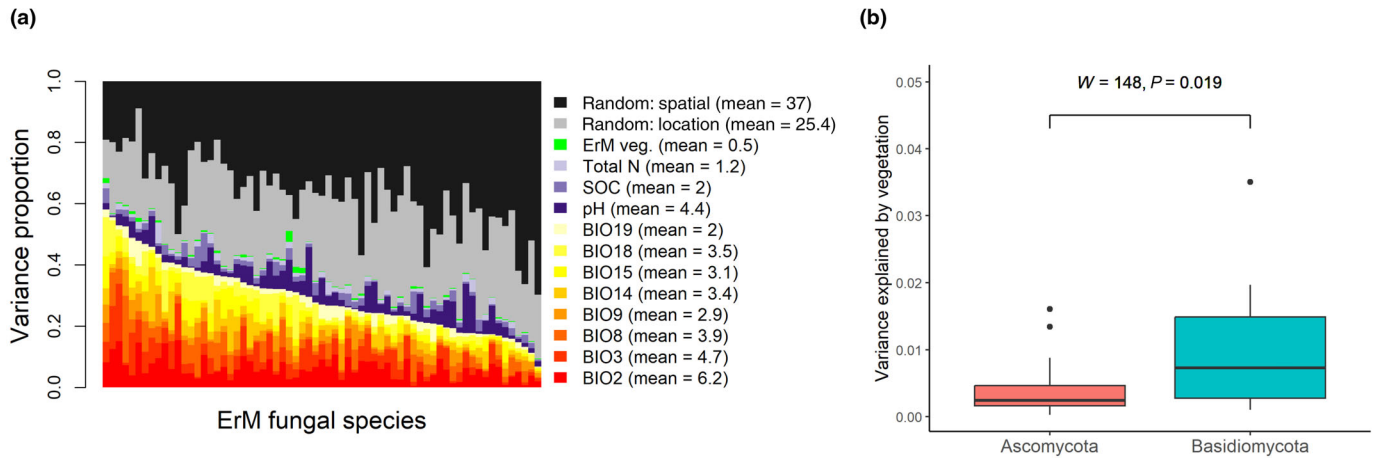 (a)
Variance proportion
1.0
0.8
0.6
0.4
0.2
0.0
ErM fungal species
Random: spatial (mean = 37)
Random: location (mean = 25.4)
ErM veg. (mean = 0.5)
Total N (mean = 1.2)
SOC (mean = 2)
pH (mean = 4.4)
BIO19 (mean = 2)
BIO18 (mean = 3.5)
BIO15 (mean = 3.1)
BIO14 (mean = 3.4)
BIO9 (mean = 2.9)
BIO8 (mean = 3.9)
BIO3 (mean = 4.7)
BIO2 (mean = 6.2)
(b)
Variance explained by vegetation
0.05
0.04
0.03
0.02
0.01
0.00
W = 148, P = 0.019
Ascomycota
Basidiomycota